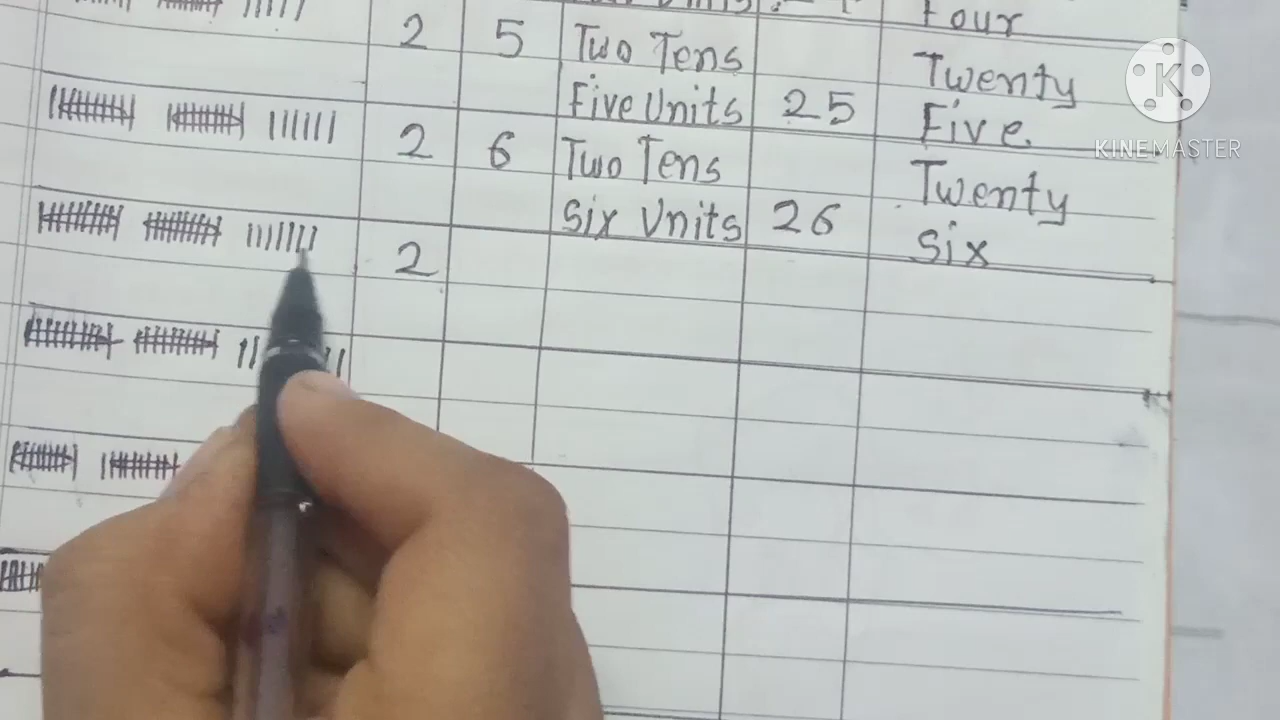 Four
2 5 Two Tens Twenty
Five Units 25 Five
2 6 Two Tens Twenty
Six Units 26 Six
2
K
KINEMASTER